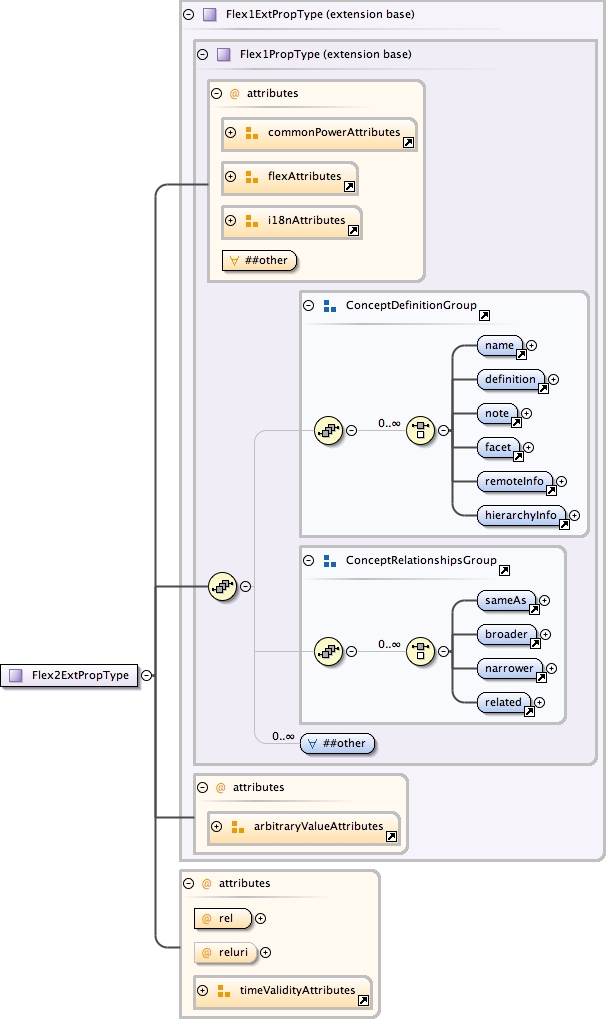 Flex1ExtPropType (extension base)
Flex1PropType (extension base)
@ attributes
commonPowerAttributes
flexAttributes
i18nAttributes
∀ ##other
ConceptDefinitionGroup
name
definition
0..∞
note
facet
remoteInfo
hierarchyInfo
ConceptRelationshipsGroup
sameAs
broader
0..∞
narrower
Flex2ExtPropType
related
0..∞
∀ ##other
@ attributes
arbitraryValueAttributes
@ attributes
@ rel
@ reluri
timeValidityAttributes